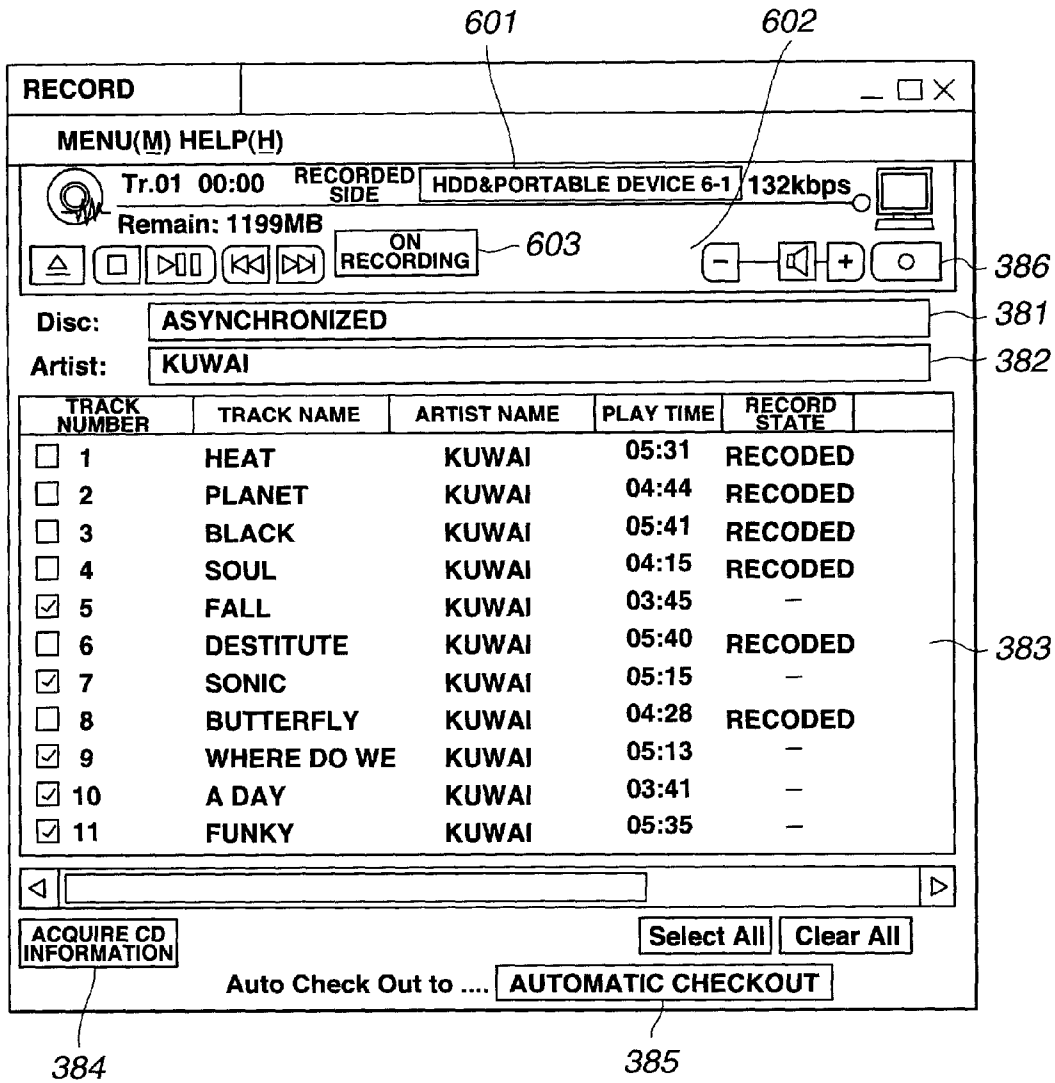 601 602
RECORD
MENU(M) HELP(H)
Tr.01 00:00 RECORDED SIDE HDD&PORTABLE DEVICE 6-1 132kbps
Remain: 1199MB
ON RECORDING 603
386
Disc: ASYNCHRONIZED 381
Artist: KUWAI 382
TRACK NUMBER TRACK NAME ARTIST NAME PLAY TIME RECORD STATE
1 HEAT KUWAI 05:31 RECODED
2 PLANET KUWAI 04:44 RECODED
3 BLACK KUWAI 05:41 RECODED
4 SOUL KUWAI 04:15 RECODED
5 FALL KUWAI 03:45 –
6 DESTITUTE KUWAI 05:40 RECODED
383
7 SONIC KUWAI 05:15 –
8 BUTTERFLY KUWAI 04:28 RECODED
9 WHERE DO WE KUWAI 05:13 –
10 A DAY KUWAI 03:41 –
11 FUNKY KUWAI 05:35 –
ACQUIRE CD INFORMATION Select All Clear All
Auto Check Out to .... AUTOMATIC CHECKOUT
384 385